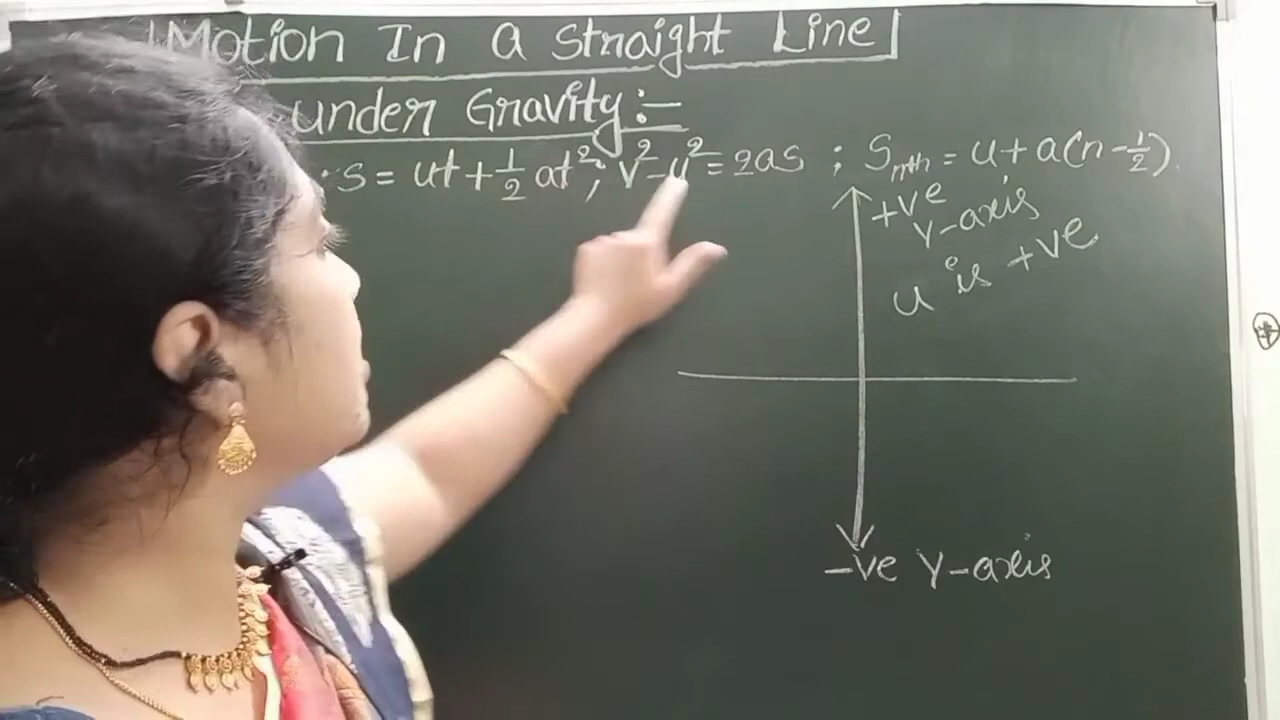 Motion In a Straight Line
under Gravity:-
; S = ut + 1/2 at²; v² - u² = 2as ; Snth = u + a(n - 1/2).
+ve
y-axis
u is +ve
-ve y-axis